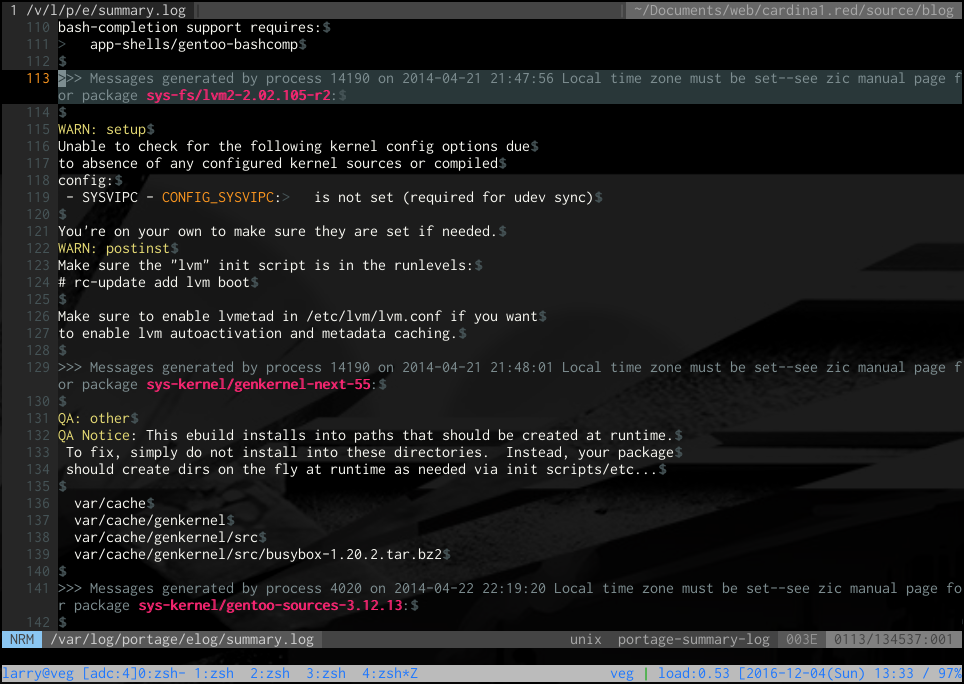 1 /v/l/p/e/summary.log ~/Documents/web/cardina1.red/source/blog
110 bash-completion support requires:$
111 >   app-shells/gentoo-bashcomp$
112 $
113 >>> Messages generated by process 14190 on 2014-04-21 21:47:56 Local time zone must be set--see zic manual page f
or package sys-fs/lvm2-2.02.105-r2:$
114 $
115 WARN: setup$
116 Unable to check for the following kernel config options due$
117 to absence of any configured kernel sources or compiled$
118 config:$
119  - SYSVIPC - CONFIG_SYSVIPC:>   is not set (required for udev sync)$
120 $
121 You're on your own to make sure they are set if needed.$
122 WARN: postinst$
123 Make sure the "lvm" init script is in the runlevels:$
124 # rc-update add lvm boot$
125 $
126 Make sure to enable lvmetad in /etc/lvm/lvm.conf if you want$
127 to enable lvm autoactivation and metadata caching.$
128 $
129 >>> Messages generated by process 14190 on 2014-04-21 21:48:01 Local time zone must be set--see zic manual page f
or package sys-kernel/genkernel-next-55:$
130 $
131 QA: other$
132 QA Notice: This ebuild installs into paths that should be created at runtime.$
133  To fix, simply do not install into these directories.  Instead, your package$
134  should create dirs on the fly at runtime as needed via init scripts/etc...$
135 $
136   var/cache$
137   var/cache/genkernel$
138   var/cache/genkernel/src$
139   var/cache/genkernel/src/busybox-1.20.2.tar.bz2$
140 $
141 >>> Messages generated by process 4020 on 2014-04-22 22:19:20 Local time zone must be set--see zic manual page fo
r package sys-kernel/gentoo-sources-3.12.13:$
142 $
NRM /var/log/portage/elog/summary.log unix portage-summary-log 003E 0113/134537:001
larry@veg [adc:4]0:zsh- 1:zsh  2:zsh  3:zsh  4:zsh*Z veg | load:0.53 [2016-12-04(Sun) 13:33 / 97%